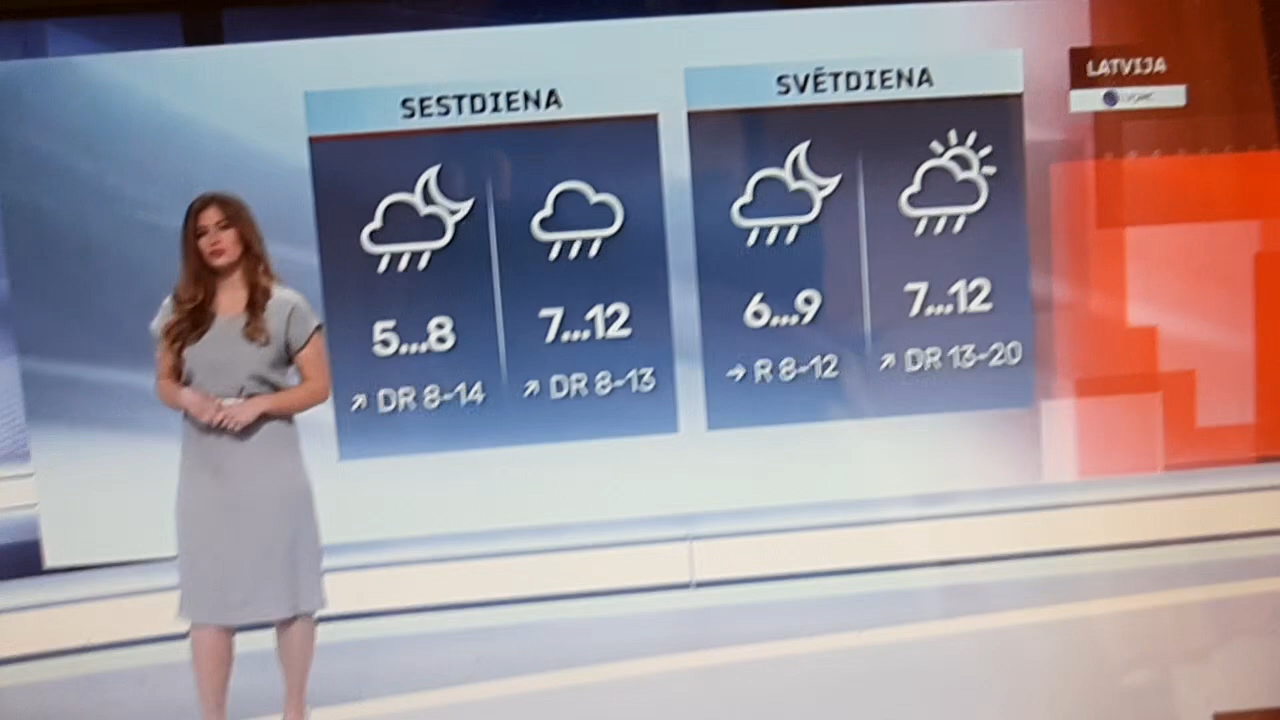 SESTDIENA
5...8
↗ DR 8-14
7...12
↗ DR 8-13
SVĒTDIENA
6...9
→ R 8-12
7...12
↗ DR 13-20
LATVIJA